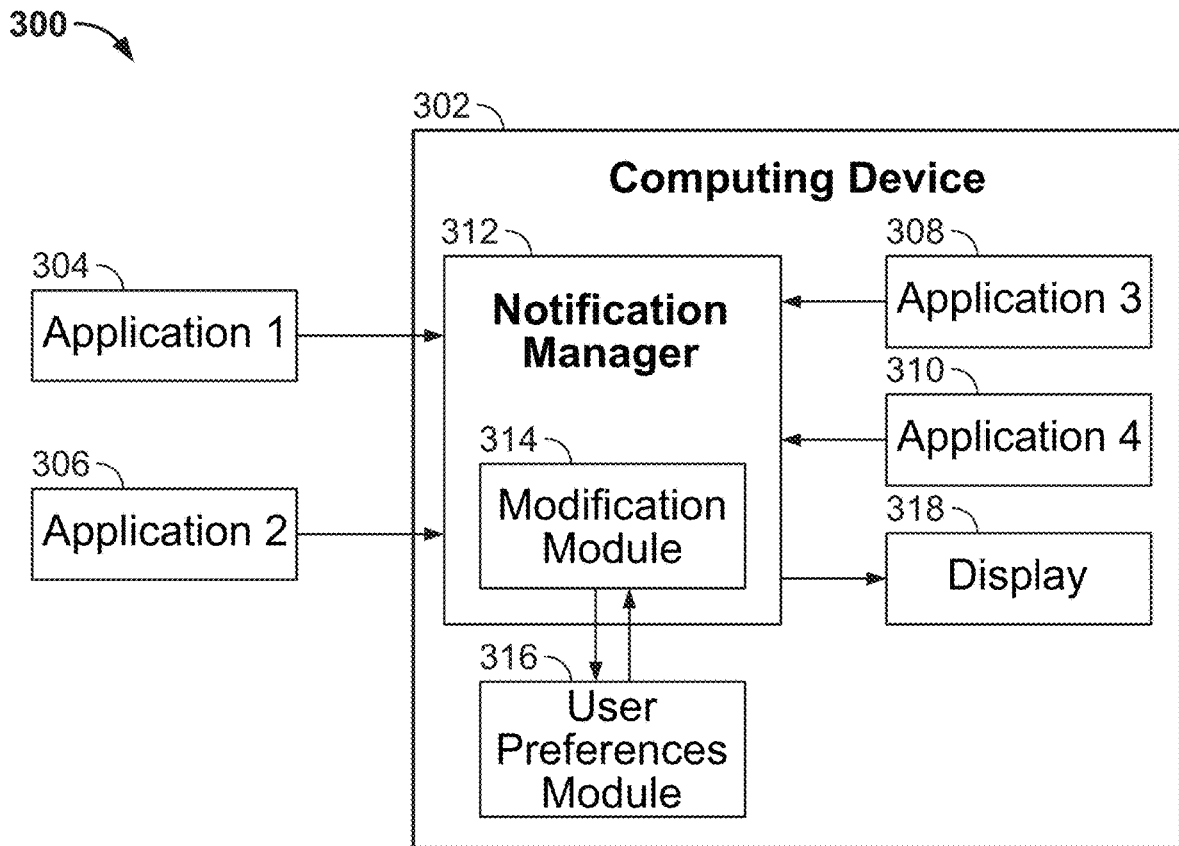 300
302
Computing Device
312
308
304
Notification
Manager
Application 3
Application 1
310
314
Application 4
306
Modification
Module
318
Application 2
Display
316
User
Preferences
Module